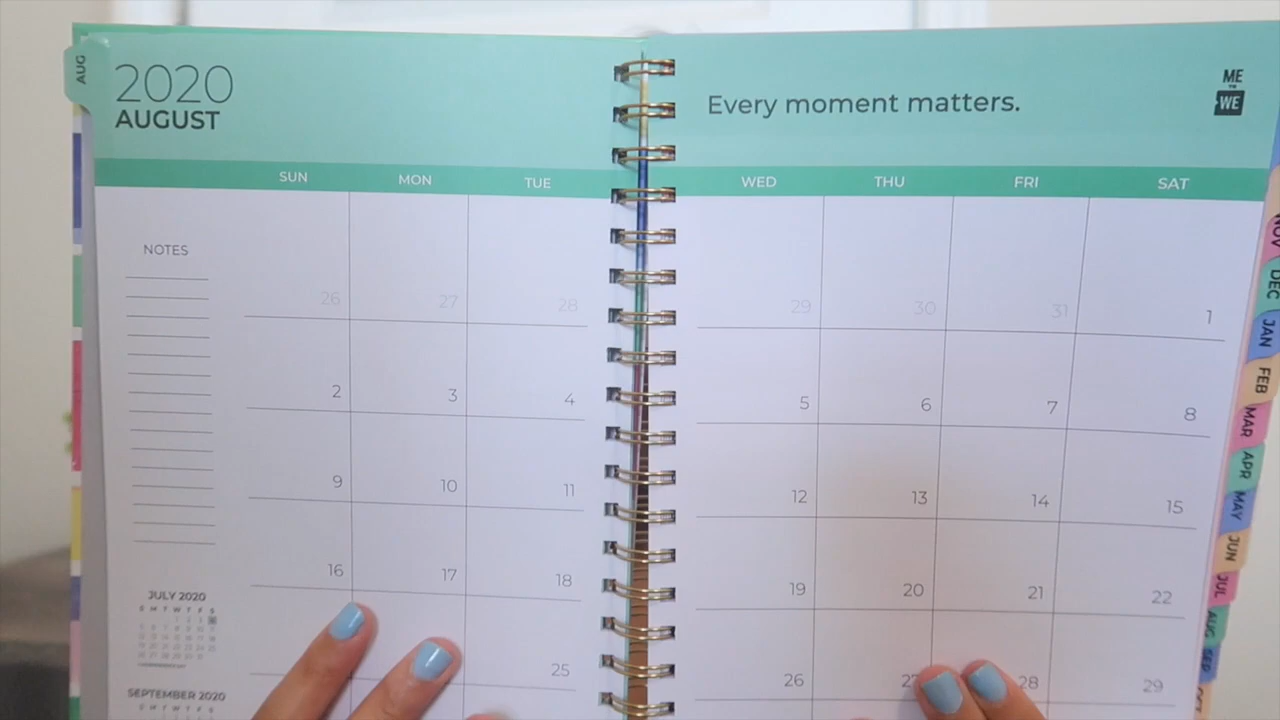 AUG
2020
AUGUST
Every moment matters.
ME
TO
WE
SUN MON TUE WED THU FRI SAT
NOTES
26 27 28 29 30 31 1
2 3 4 5 6 7 8
9 10 11 12 13 14 15
16 17 18 19 20 21 22
25 26 28 29
JULY 2020
S M T W T F S
SEPTEMBER 2020
NOV
DEC
JAN
FEB
MAR
APR
MAY
JUN
JUL
AUG
SEP